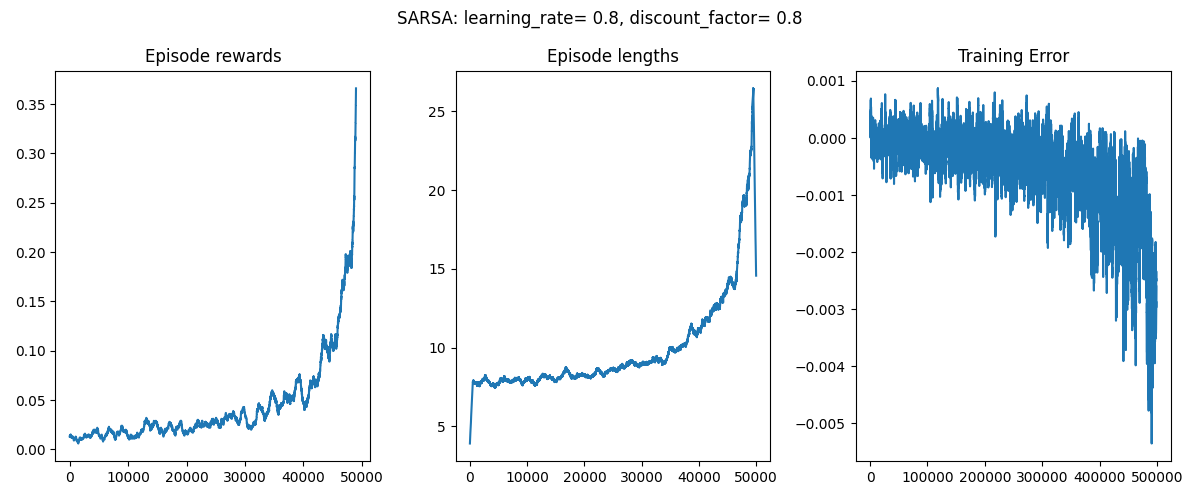 SARSA: learning_rate= 0.8, discount_factor= 0.8
Episode rewards
0.35
0.30
0.25
0.20
0.15
0.10
0.05
0.00
0 10000 20000 30000 40000 50000
Episode lengths
25
20
15
10
5
0 10000 20000 30000 40000 50000
Training Error
0.001
0.000
−0.001
−0.002
−0.003
−0.004
−0.005
0 100000 200000 300000 400000 500000